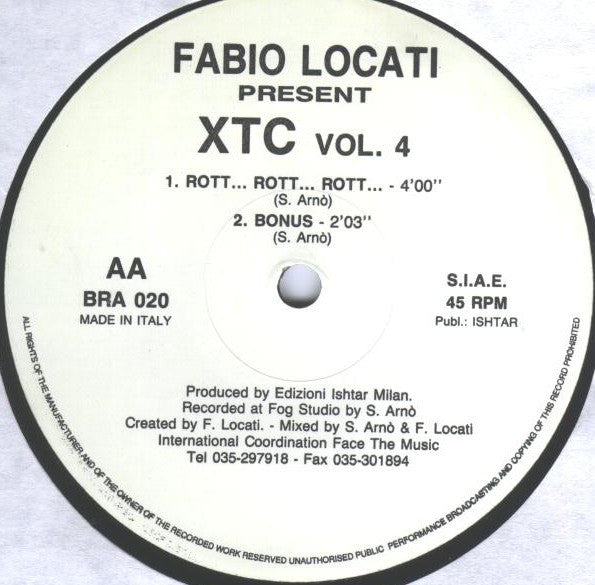 FABIO LOCATI
PRESENT
XTC VOL. 4
1. ROTT... ROTT... ROTT... - 4'00"
(S. Arnò)
2. BONUS - 2'03"
(S. Arnò)
AA
BRA 020
MADE IN ITALY
S.I.A.E.
45 RPM
Publ.: ISHTAR
Produced by Edizioni Ishtar Milan.
Recorded at Fog Studio by S. Arnò
Created by F. Locati. - Mixed by S. Arnò & F. Locati
International Coordination Face The Music
Tel 035-297918 - Fax 035-301894
ALL RIGHTS OF THE MANUFACTURER AND OF THE OWNER OF THE RECORDED WORK RESERVED UNAUTHORISED PUBLIC PERFORMANCE BROADCASTING AND COPYING OF THIS RECORD PROHIBITED